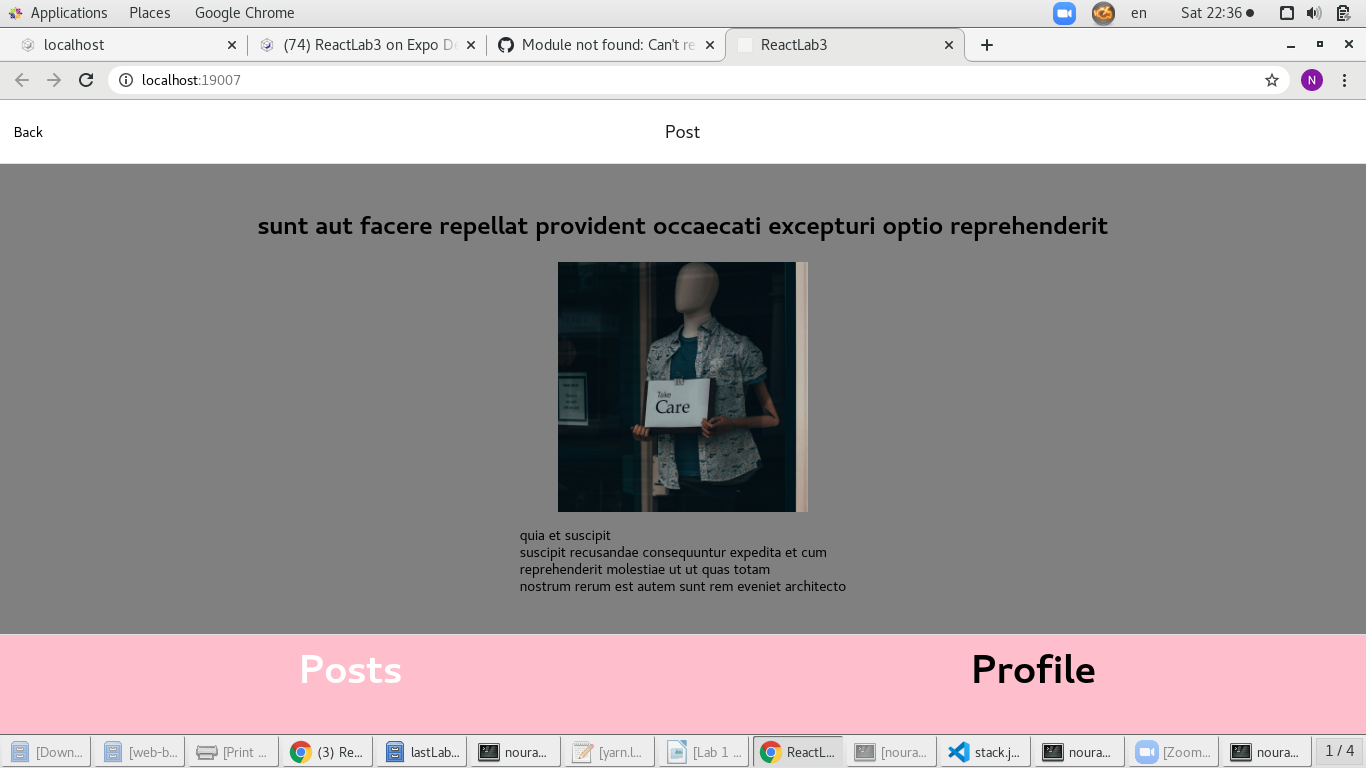 Applications Places Google Chrome en Sat 22:36
localhost (74) ReactLab3 on Expo De Module not found: Can't re ReactLab3
localhost:19007 N
Back Post
sunt aut facere repellat provident occaecati excepturi optio reprehenderit
Take
Care
quia et suscipit
suscipit recusandae consequuntur expedita et cum
reprehenderit molestiae ut ut quas totam
nostrum rerum est autem sunt rem eveniet architecto
Posts Profile
[Down... [web-b... [Print ... (3) Re... lastLab... noura... [yarn.l... [Lab 1 ... ReactL... [noura... stack.j... noura... [Zoom... noura... 1 / 4